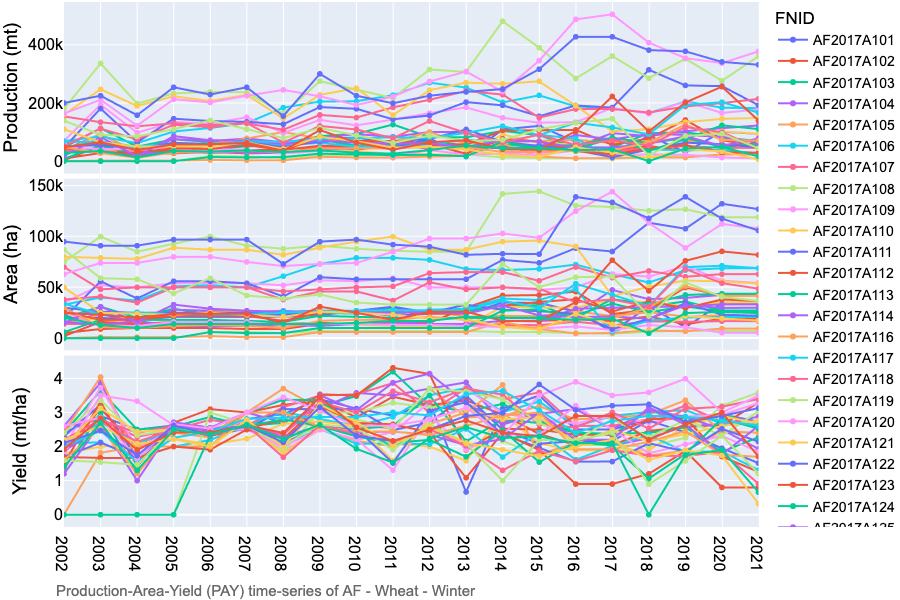 FNID
Production (mt)
400k
200k
0
Area (ha)
150k
100k
50k
0
Yield (mt/ha)
4
3
2
1
0
2002
2003
2004
2005
2006
2007
2008
2009
2010
2011
2012
2013
2014
2015
2016
2017
2018
2019
2020
2021
AF2017A101
AF2017A102
AF2017A103
AF2017A104
AF2017A105
AF2017A106
AF2017A107
AF2017A108
AF2017A109
AF2017A110
AF2017A111
AF2017A112
AF2017A113
AF2017A114
AF2017A116
AF2017A117
AF2017A118
AF2017A119
AF2017A120
AF2017A121
AF2017A122
AF2017A123
AF2017A124
AF2017A125
Production-Area-Yield (PAY) time-series of AF - Wheat - Winter